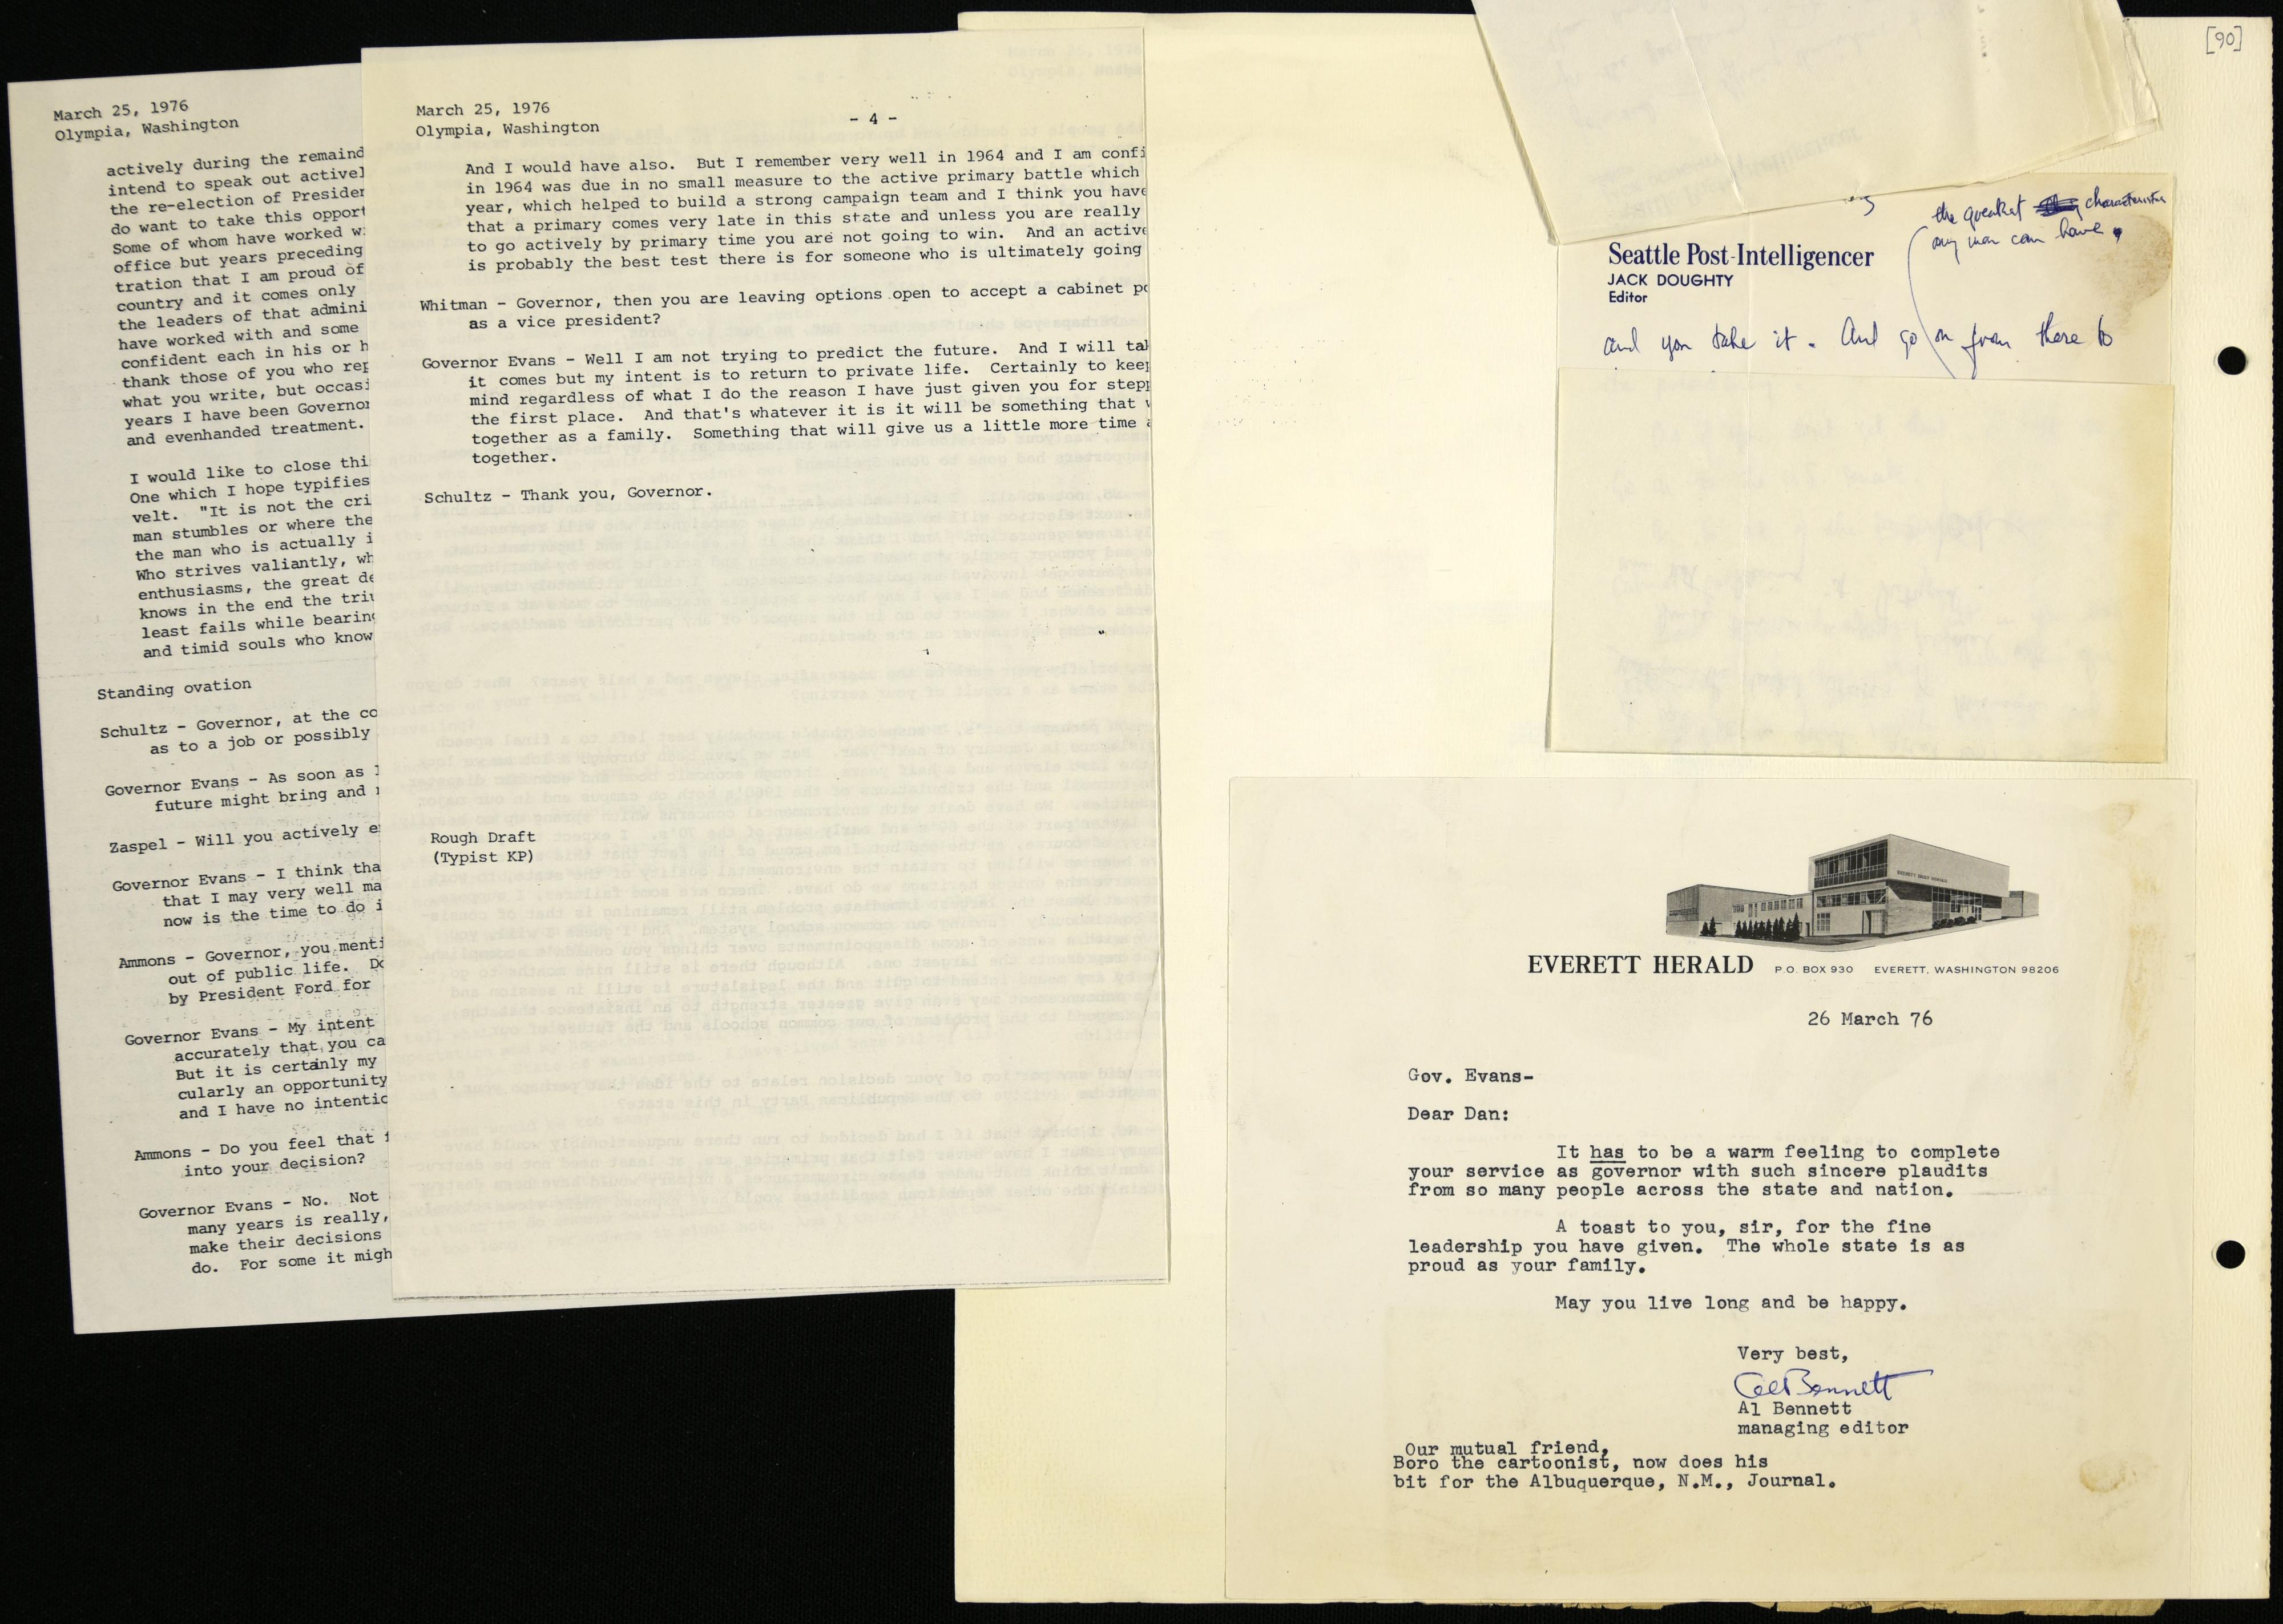 March 25, 1976
Olympia, Washington
actively during the remaind
intend to speak out activel
the re-election of Presider
do want to take this opport
Some of whom have worked w
office but years preceding
tration that I am proud of
country and it comes only
the leaders of that admini
have worked with and some
confident each in his or h
thank those of you who rep
what you write, but occasi
years I have been Governor
and evenhanded treatment.
I would like to close thi
One which I hope typifies
velt. "It is not the cri
man stumbles or where the
the man who is actually i
Who strives valiantly, wh
enthusiasms, the great de
knows in the end the triu
least fails while bearing
and timid souls who know
Standing ovation
Schultz - Governor, at the co
as to a job or possibly
Governor Evans - As soon as I
future might bring and
Zaspel - Will you actively e
Governor Evans - I think tha
that I may very well ma
now is the time to do i
Ammons - Governor, you menti
out of public life. Do
by President Ford for
Governor Evans - My intent
accurately that you ca
But it is certainly my
cularly an opportunity
and I have no intentio
Ammons - Do you feel that
into your decision?
Governor Evans - No. Not
many years is really,
make their decisions
do. For some it migh
March 25, 1976
Olympia, Washington
- 4 -
And I would have also. But I remember very well in 1964 and I am confi
in 1964 was due in no small measure to the active primary battle which
year, which helped to build a strong campaign team and I think you have
that a primary comes very late in this state and unless you are really
to go actively by primary time you are not going to win. And an active
is probably the best test there is for someone who is ultimately going
Whitman - Governor, then you are leaving options open to accept a cabinet po
as a vice president?
Governor Evans - Well I am not trying to predict the future. And I will tak
it comes but my intent is to return to private life. Certainly to keep
mind regardless of what I do the reason I have just given you for stepp
the first place. And that's whatever it is it will be something that w
together as a family. Something that will give us a little more time a
together.
Schultz - Thank you, Governor.
Rough Draft
(Typist KP)
[90]
the greatest characteristic
any man can have,
Seattle Post-Intelligencer
JACK DOUGHTY
Editor
and you take it. And go on from there to
EVERETT DAILY HERALD
EVERETT HERALD P.O. BOX 930 EVERETT, WASHINGTON 98206
26 March 76
Gov. Evans-
Dear Dan:
It has to be a warm feeling to complete
your service as governor with such sincere plaudits
from so many people across the state and nation.
A toast to you, sir, for the fine
leadership you have given. The whole state is as
proud as your family.
May you live long and be happy.
Very best,
Al Bennett
Al Bennett
managing editor
Our mutual friend,
Boro the cartoonist, now does his
bit for the Albuquerque, N.M., Journal.